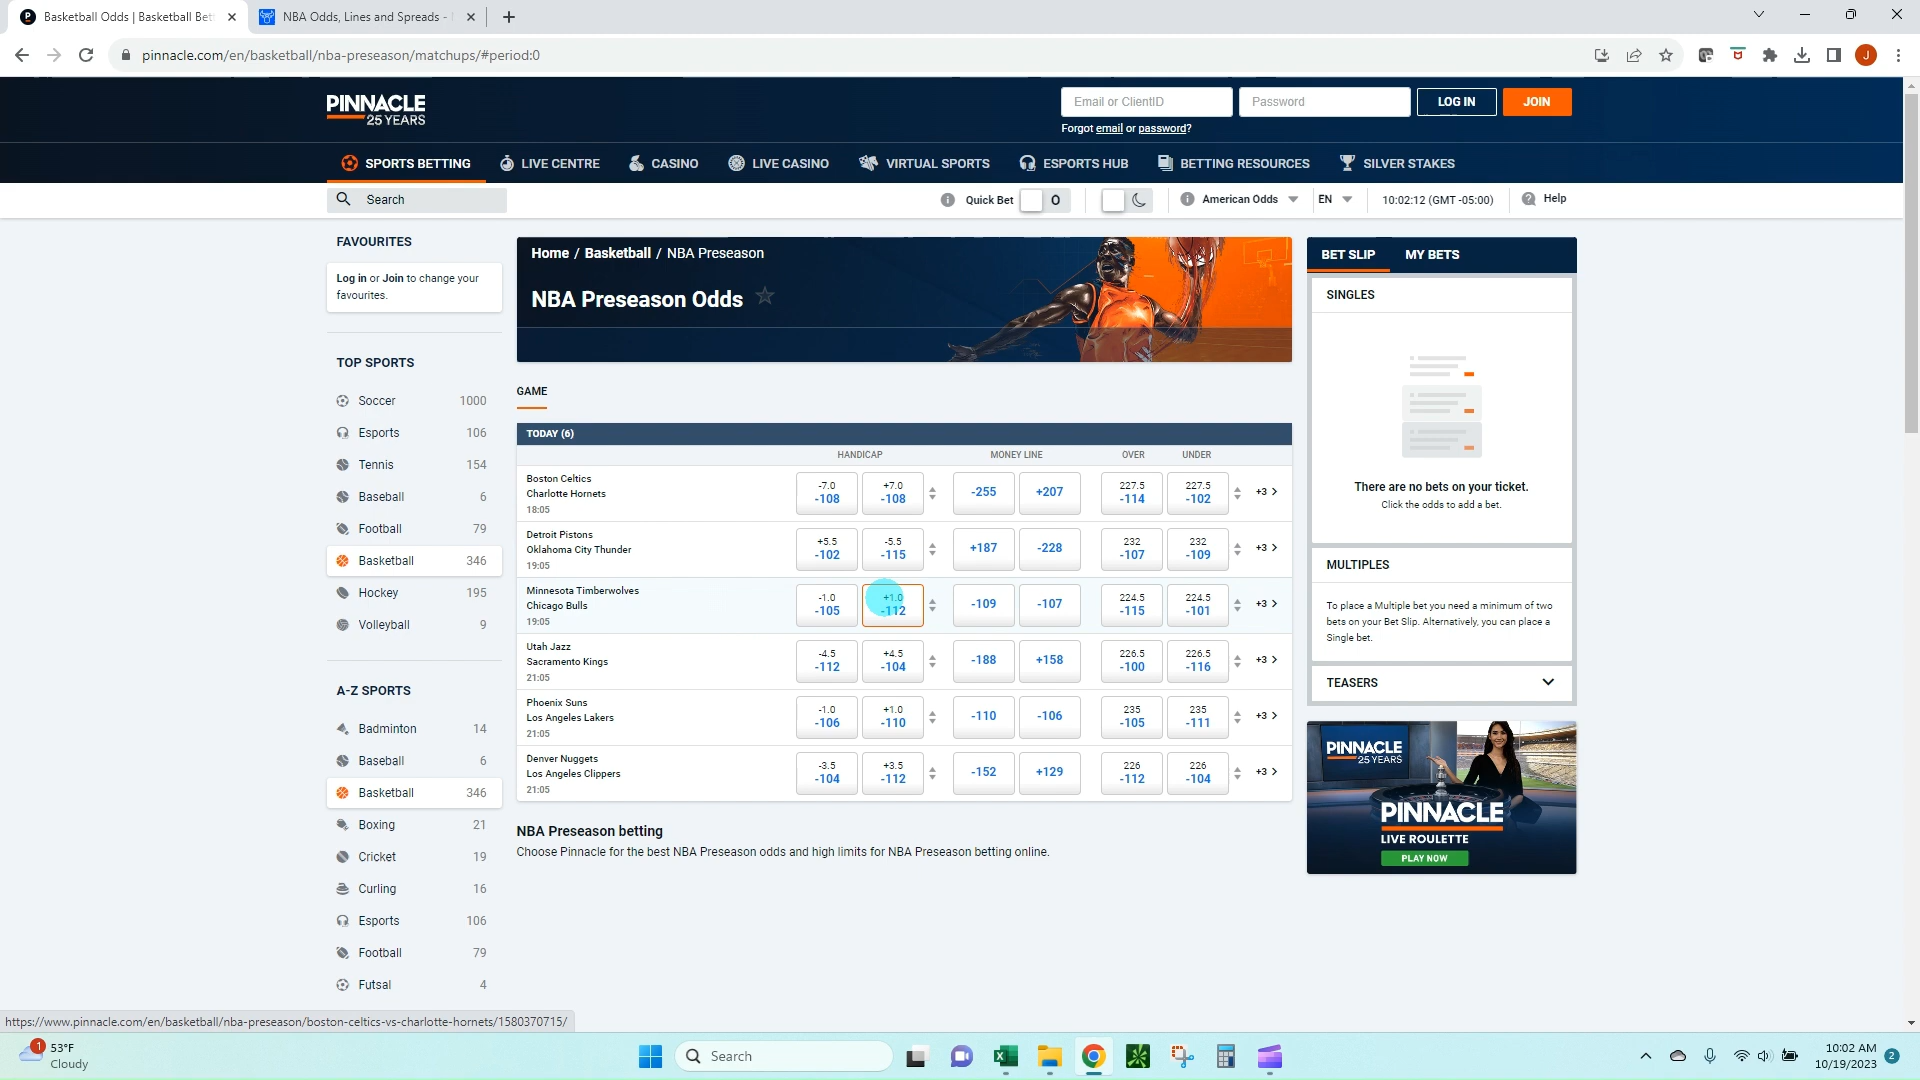 Basketball Odds | Basketball Bet
NBA Odds, Lines and Spreads -
pinnacle.com/en/basketball/nba-preseason/matchups/#period:0
J
PINNACLE
25 YEARS
Email or ClientID
Password
LOG IN
JOIN
Forgot email or password?
SPORTS BETTING
LIVE CENTRE
CASINO
LIVE CASINO
VIRTUAL SPORTS
ESPORTS HUB
BETTING RESOURCES
SILVER STAKES
Search
Quick Bet
O
American Odds
EN
10:02:12 (GMT -05:00)
Help
FAVOURITES
Log in or Join to change your
favourites.
TOP SPORTS
Soccer 1000
Esports 106
Tennis 154
Baseball 6
Football 79
Basketball 346
Hockey 195
Volleyball 9
A-Z SPORTS
Badminton 14
Baseball 6
Basketball 346
Boxing 21
Cricket 19
Curling 16
Esports 106
Football 79
Futsal 4
Home / Basketball / NBA Preseason
NBA Preseason Odds
GAME
TODAY (6)
HANDICAP MONEY LINE OVER UNDER
Boston Celtics
Charlotte Hornets
18:05
-7.0 +7.0 227.5 227.5
-108 -108 -255 +207 -114 -102 +3
Detroit Pistons
Oklahoma City Thunder
19:05
+5.5 -5.5 232 232
-102 -115 +187 -228 -107 -109 +3
Minnesota Timberwolves
Chicago Bulls
19:05
-1.0 +1.0 224.5 224.5
-105 -112 -109 -107 -115 -101 +3
Utah Jazz
Sacramento Kings
21:05
-4.5 +4.5 226.5 226.5
-112 -104 -188 +158 -100 -116 +3
Phoenix Suns
Los Angeles Lakers
21:05
-1.0 +1.0 235 235
-106 -110 -110 -106 -105 -111 +3
Denver Nuggets
Los Angeles Clippers
21:05
-3.5 +3.5 226 226
-104 -112 -152 +129 -112 -104 +3
NBA Preseason betting
Choose Pinnacle for the best NBA Preseason odds and high limits for NBA Preseason betting online.
BET SLIP MY BETS
SINGLES
There are no bets on your ticket.
Click the odds to add a bet.
MULTIPLES
To place a Multiple bet you need a minimum of two
bets on your Bet Slip. Alternatively, you can place a
Single bet.
TEASERS
PINNACLE
25 YEARS
PINNACLE
LIVE ROULETTE
PLAY NOW
https://www.pinnacle.com/en/basketball/nba-preseason/boston-celtics-vs-charlotte-hornets/1580370715/
1
53°F
Cloudy
Search
10:02 AM
10/19/2023
2